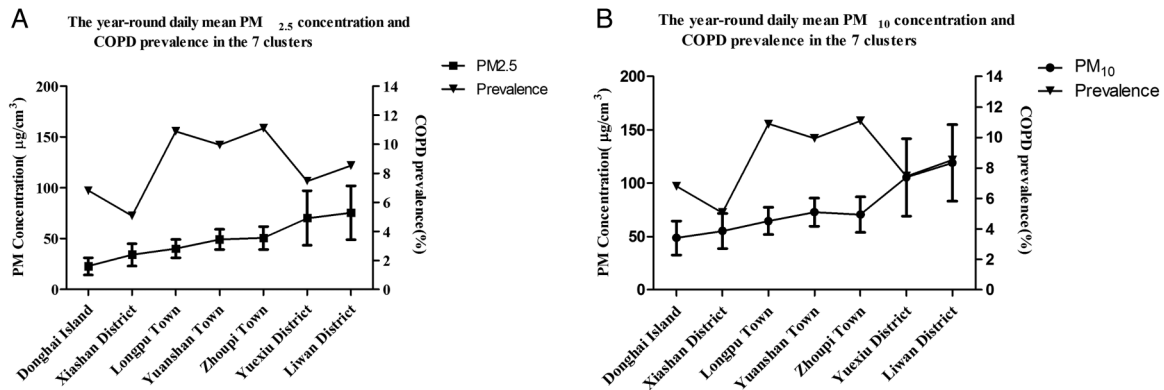 A
The year-round daily mean PM 2.5 concentration and
COPD prevalence in the 7 clusters
PM2.5
Prevalence
200
150
100
50
0
PM Concentration( μg/cm³)
14
12
10
8
6
4
2
0
COPD prevalence(%)
Donghai Island
Xiashan District
Longpu Town
Yuanshan Town
Zhoupi Town
Yuexiu District
Liwan District
B
The year-round daily mean PM 10 concentration and
COPD prevalence in the 7 clusters
PM10
Prevalence
200
150
100
50
0
PM Concentration( μg/cm³)
14
12
10
8
6
4
2
0
COPD prevalence(%)
Donghai Island
Xiashan District
Longpu Town
Yuanshan Town
Zhoupi Town
Yuexiu District
Liwan District